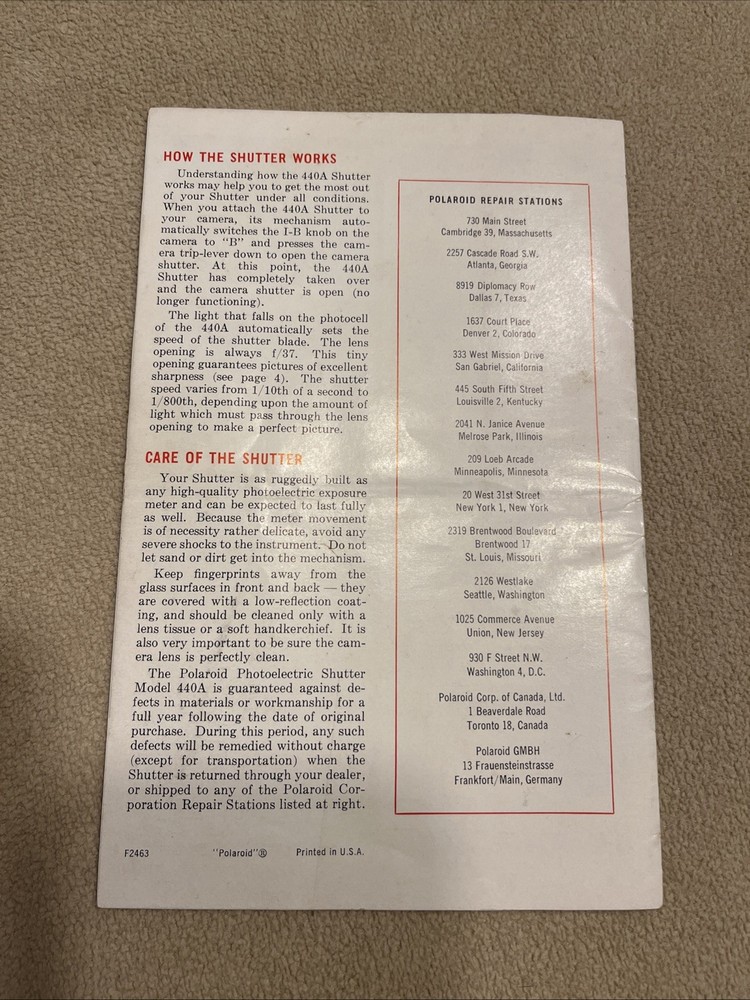 HOW THE SHUTTER WORKS
Understanding how the 440A Shutter
works may help you to get the most out
of your Shutter under all conditions.
When you attach the 440A Shutter to
your camera, its mechanism auto-
matically switches the I-B knob on the
camera to "B" and presses the cam-
era trip-lever down to open the camera
shutter. At this point, the 440A
Shutter has completely taken over
and the camera shutter is open (no
longer functioning).
The light that falls on the photocell
of the 440A automatically sets the
speed of the shutter blade. The lens
opening is always f/37. This tiny
opening guarantees pictures of excellent
sharpness (see page 4). The shutter
speed varies from 1/10th of a second to
1/800th, depending upon the amount of
light which must pass through the lens
opening to make a perfect picture.
CARE OF THE SHUTTER
Your Shutter is as ruggedly built as
any high-quality photoelectric exposure
meter and can be expected to last fully
as well. Because the meter movement
is of necessity rather delicate, avoid any
severe shocks to the instrument. Do not
let sand or dirt get into the mechanism.
Keep fingerprints away from the
glass surfaces in front and back — they
are covered with a low-reflection coat-
ing, and should be cleaned only with a
lens tissue or a soft handkerchief. It is
also very important to be sure the cam-
era lens is perfectly clean.
The Polaroid Photoelectric Shutter
Model 440A is guaranteed against de-
fects in materials or workmanship for a
full year following the date of original
purchase. During this period, any such
defects will be remedied without charge
(except for transportation) when the
Shutter is returned through your dealer,
or shipped to any of the Polaroid Cor-
poration Repair Stations listed at right.
F2463 "Polaroid"® Printed in U.S.A.
POLAROID REPAIR STATIONS
730 Main Street
Cambridge 39, Massachusetts
2257 Cascade Road S.W.
Atlanta, Georgia
8919 Diplomacy Row
Dallas 7, Texas
1637 Court Place
Denver 2, Colorado
333 West Mission Drive
San Gabriel, California
445 South Fifth Street
Louisville 2, Kentucky
2041 N. Janice Avenue
Melrose Park, Illinois
209 Loeb Arcade
Minneapolis, Minnesota
20 West 31st Street
New York 1, New York
2319 Brentwood Boulevard
Brentwood 17
St. Louis, Missouri
2126 Westlake
Seattle, Washington
1025 Commerce Avenue
Union, New Jersey
930 F Street N.W.
Washington 4, D.C.
Polaroid Corp. of Canada, Ltd.
1 Beaverdale Road
Toronto 18, Canada
Polaroid GMBH
13 Frauensteinstrasse
Frankfort/Main, Germany